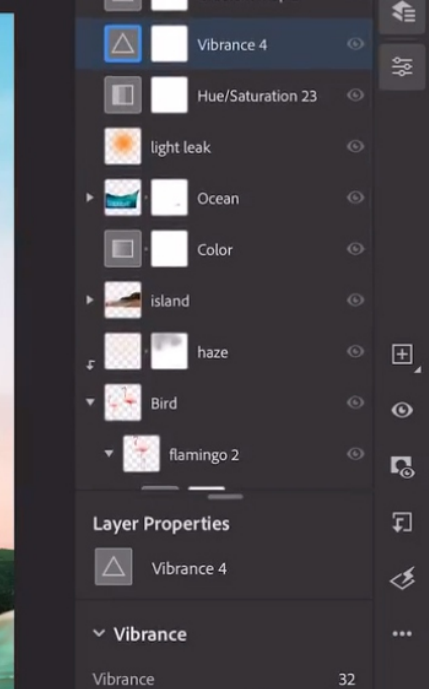 Vibrance 4
Hue/Saturation 23
light leak
Ocean
Color
island
haze
Bird
flamingo 2
Layer Properties
Vibrance 4
Vibrance
Vibrance 32